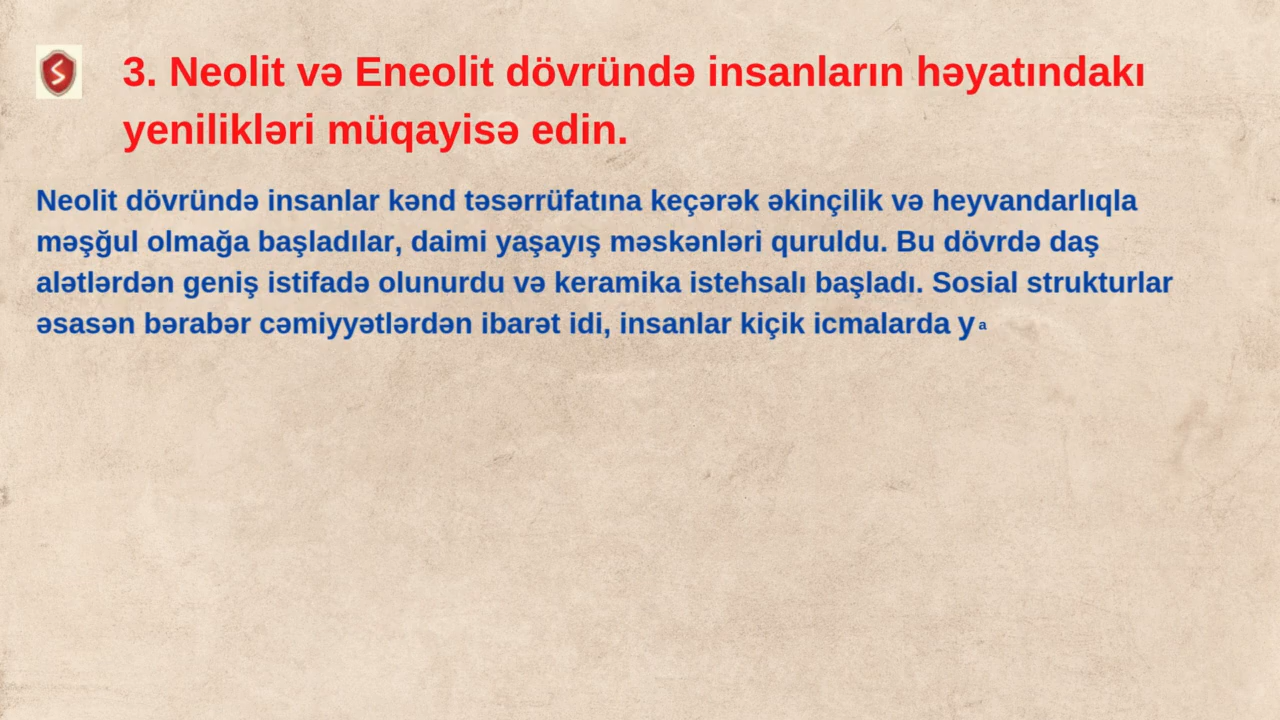 3. Neolit və Eneolit dövründə insanların həyatındakı
yenilikləri müqayisə edin.
Neolit dövründə insanlar kənd təsərrüfatına keçərək əkinçilik və heyvandarlıqla
məşğul olmağa başladılar, daimi yaşayış məskənləri quruldu. Bu dövrdə daş
alətlərdən geniş istifadə olunurdu və keramika istehsalı başladı. Sosial strukturlar
əsasən bərabər cəmiyyətlərdən ibarət idi, insanlar kiçik icmalarda ya